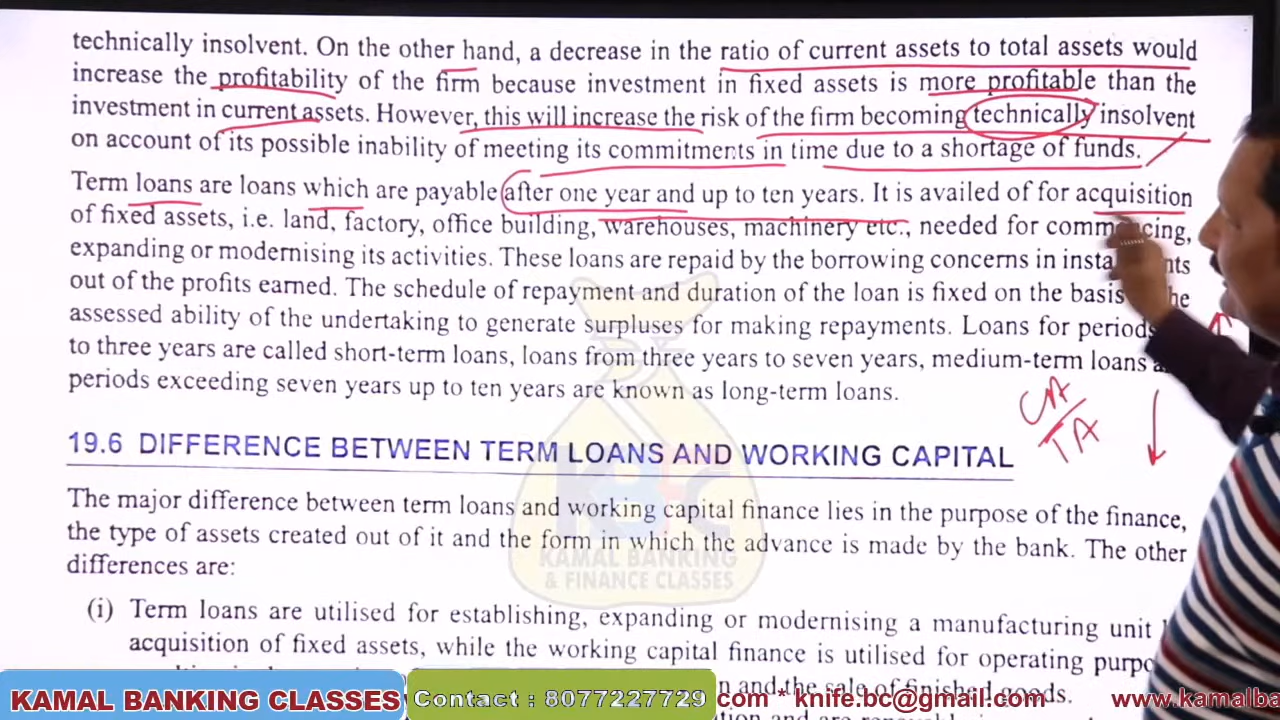 technically insolvent. On the other hand, a decrease in the ratio of current assets to total assets would
increase the profitability of the firm because investment in fixed assets is more profitable than the
investment in current assets. However, this will increase the risk of the firm becoming technically insolvent
on account of its possible inability of meeting its commitments in time due to a shortage of funds.
Term loans are loans which are payable after one year and up to ten years. It is availed of for acquisition
of fixed assets, i.e. land, factory, office building, warehouses, machinery etc., needed for commencing,
expanding or modernising its activities. These loans are repaid by the borrowing concerns in
out of the profits earned. The schedule of repayment and duration of the loan is fixed on the basis
assessed ability of the undertaking to generate surpluses for making repayments. Loans for periods
to three years are called short-term loans, loans from three years to seven years, medium-term loans
periods exceeding seven years up to ten years are known as long-term loans.
CA
TA
19.6 DIFFERENCE BETWEEN TERM LOANS AND WORKING CAPITAL
The major difference between term loans and working capital finance lies in the purpose of the finance,
the type of assets created out of it and the form in which the advance is made by the bank. The other
differences are:
KAMAL BANKING
& FINANCE CLASSES
(i) Term loans are utilised for establishing, expanding or modernising a manufacturing unit
acquisition of fixed assets, while the working capital finance is utilised for operating
and the sale of finished goods.
KAMAL BANKING CLASSES Contact : 8077227729 com * knife.bc@gmail.com www.kamalba